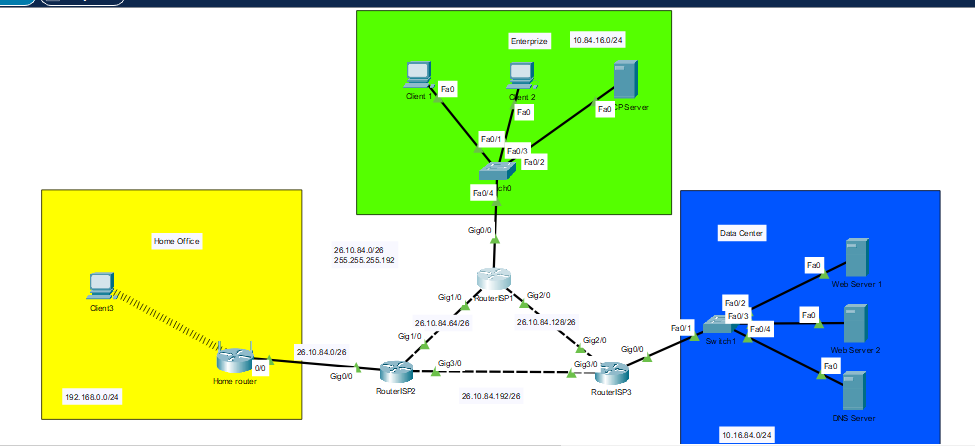 Enterprize
10.84.16.0/24
Client 1
Fa0
Client 2
Fa0
Fa0
CPServer
Fa0/1
Fa0/3
Fa0/2
ch0
Fa0/4
Home Office
Client3
Home router
0/0
192.168.0.0/24
26.10.84.0/26
255.255.255.192
Gig0/0
RouterISP1
Gig1/0
Gig2/0
26.10.84.64/26
26.10.84.128/26
Gig1/0
Gig2/0
26.10.84.0/26
Gig0/0
Gig3/0
RouterISP2
26.10.84.192/26
Gig3/0
Gig0/0
RouterISP3
Data Center
Fa0
Web Server 1
Fa0/2
Fa0/3
Fa0/1
Fa0/4
Switch1
Fa0
Web Server 2
Fa0
DNS Server
10.16.84.0/24